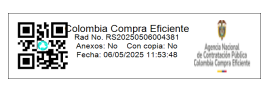 Colombia Compra Eficiente
Rad No. RS20250506004381
Anexos: No Con copia: No
Fecha: 06/05/2025 11:53:48
Agencia Nacional
de Contratación Pública
Colombia Compra Eficiente